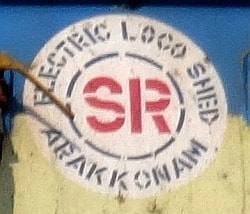 ELECTRIC LOCO SHED
SR
ARAKKONAM